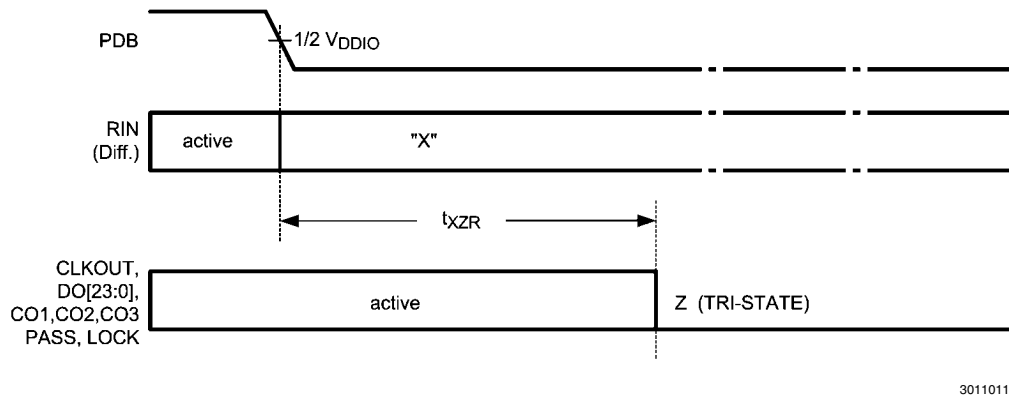 PDB
1/2 VDDIO
RIN
(Diff.)
active
"X"
tXZR
CLKOUT,
DO[23:0],
CO1,CO2,CO3
PASS, LOCK
active
Z (TRI-STATE)
3011011